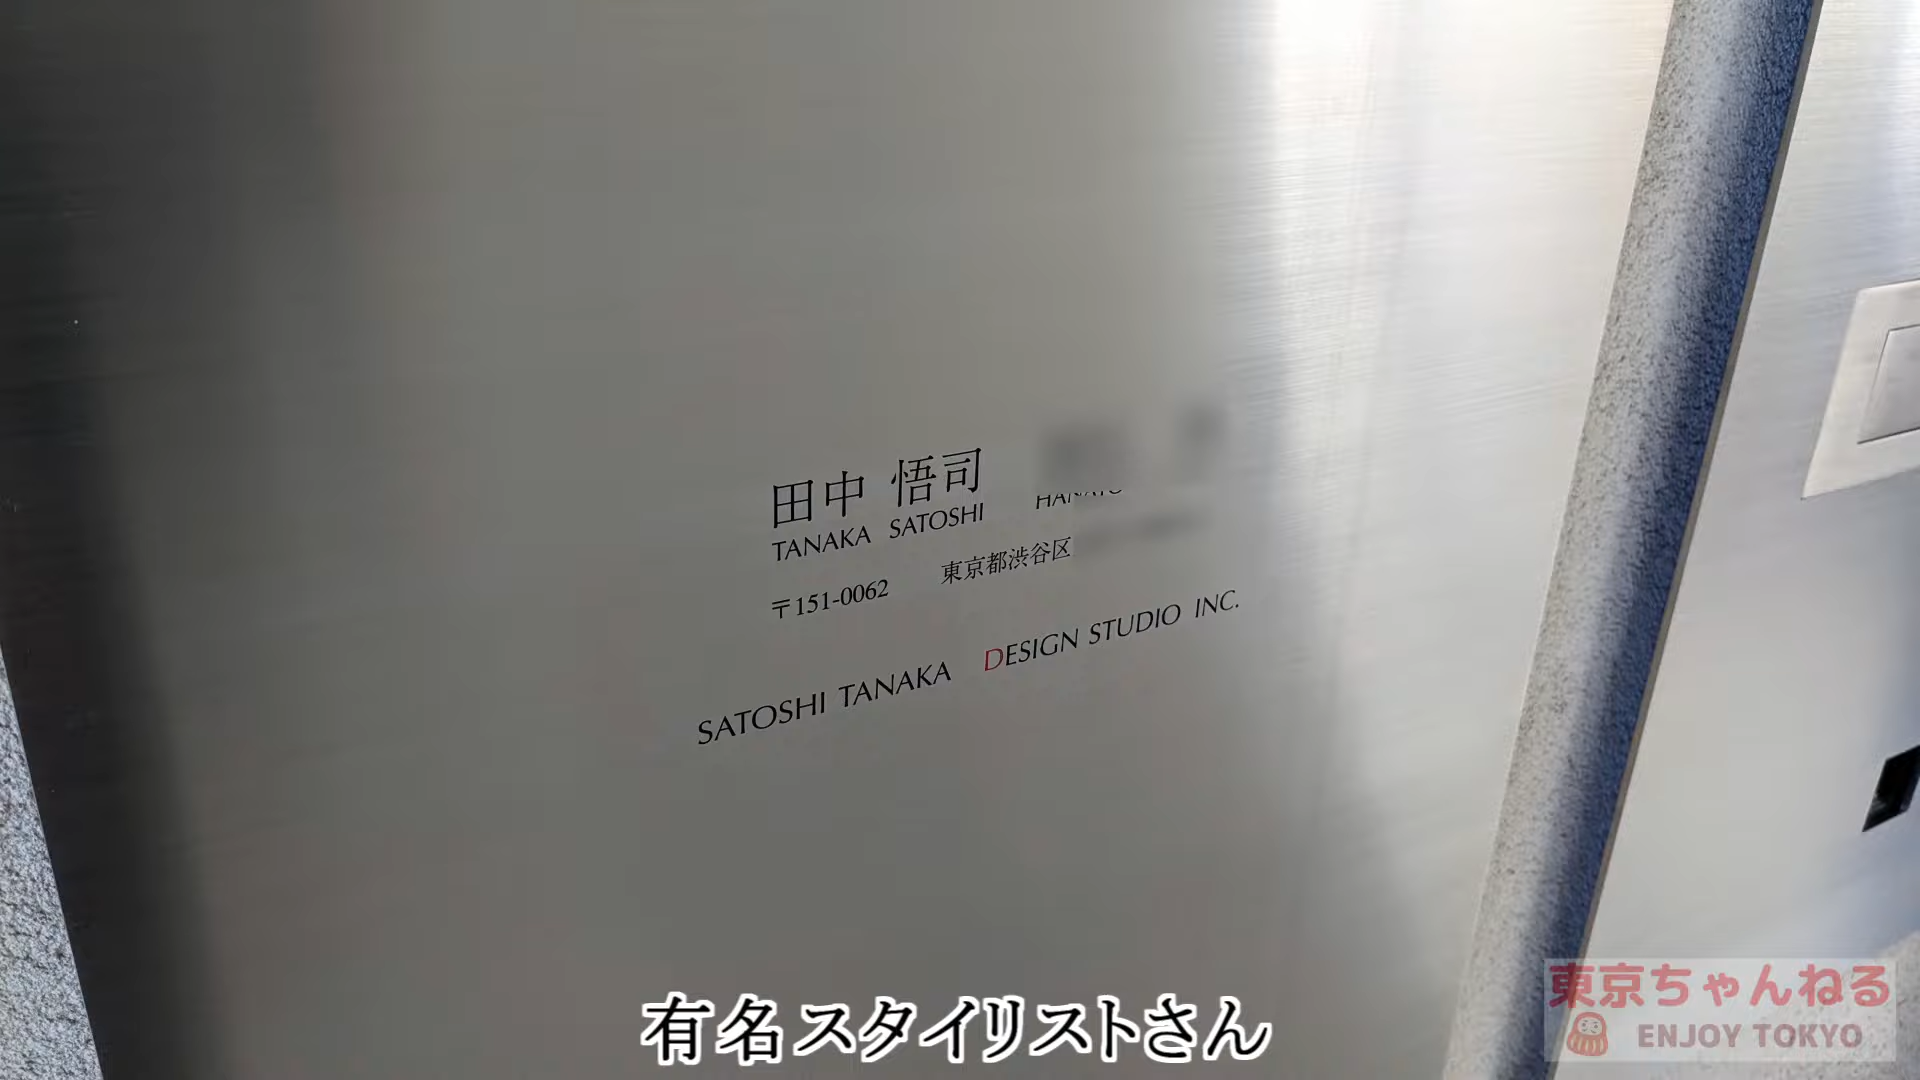 田中 悟司
TANAKA SATOSHI
〒151-0062 東京都渋谷区
SATOSHI TANAKA DESIGN STUDIO INC.
有名スタイリストさん
東京ちゃんねる
ENJOY TOKYO